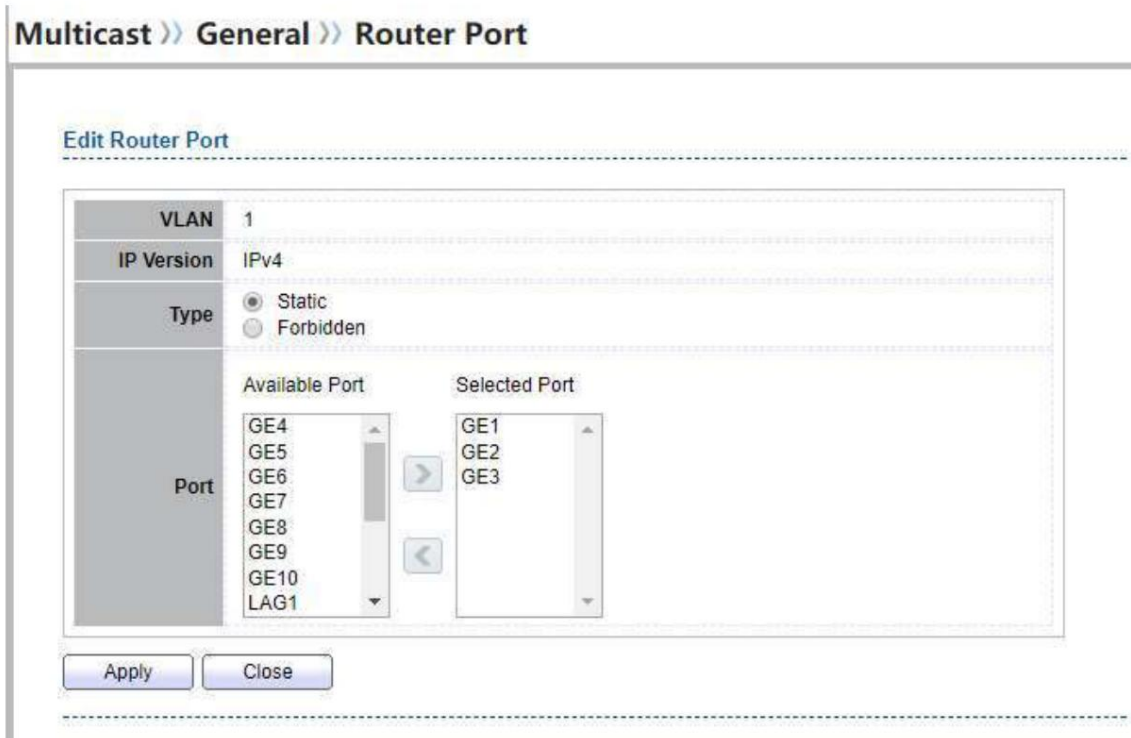 Multicast 》 General 》 Router Port
Edit Router Port
VLAN 1
IP Version IPv4
Type Static
Forbidden
Port
Available Port Selected Port
GE4 GE1
GE5 GE2
GE6 GE3
GE7
GE8
GE9
GE10
LAG1
Apply Close